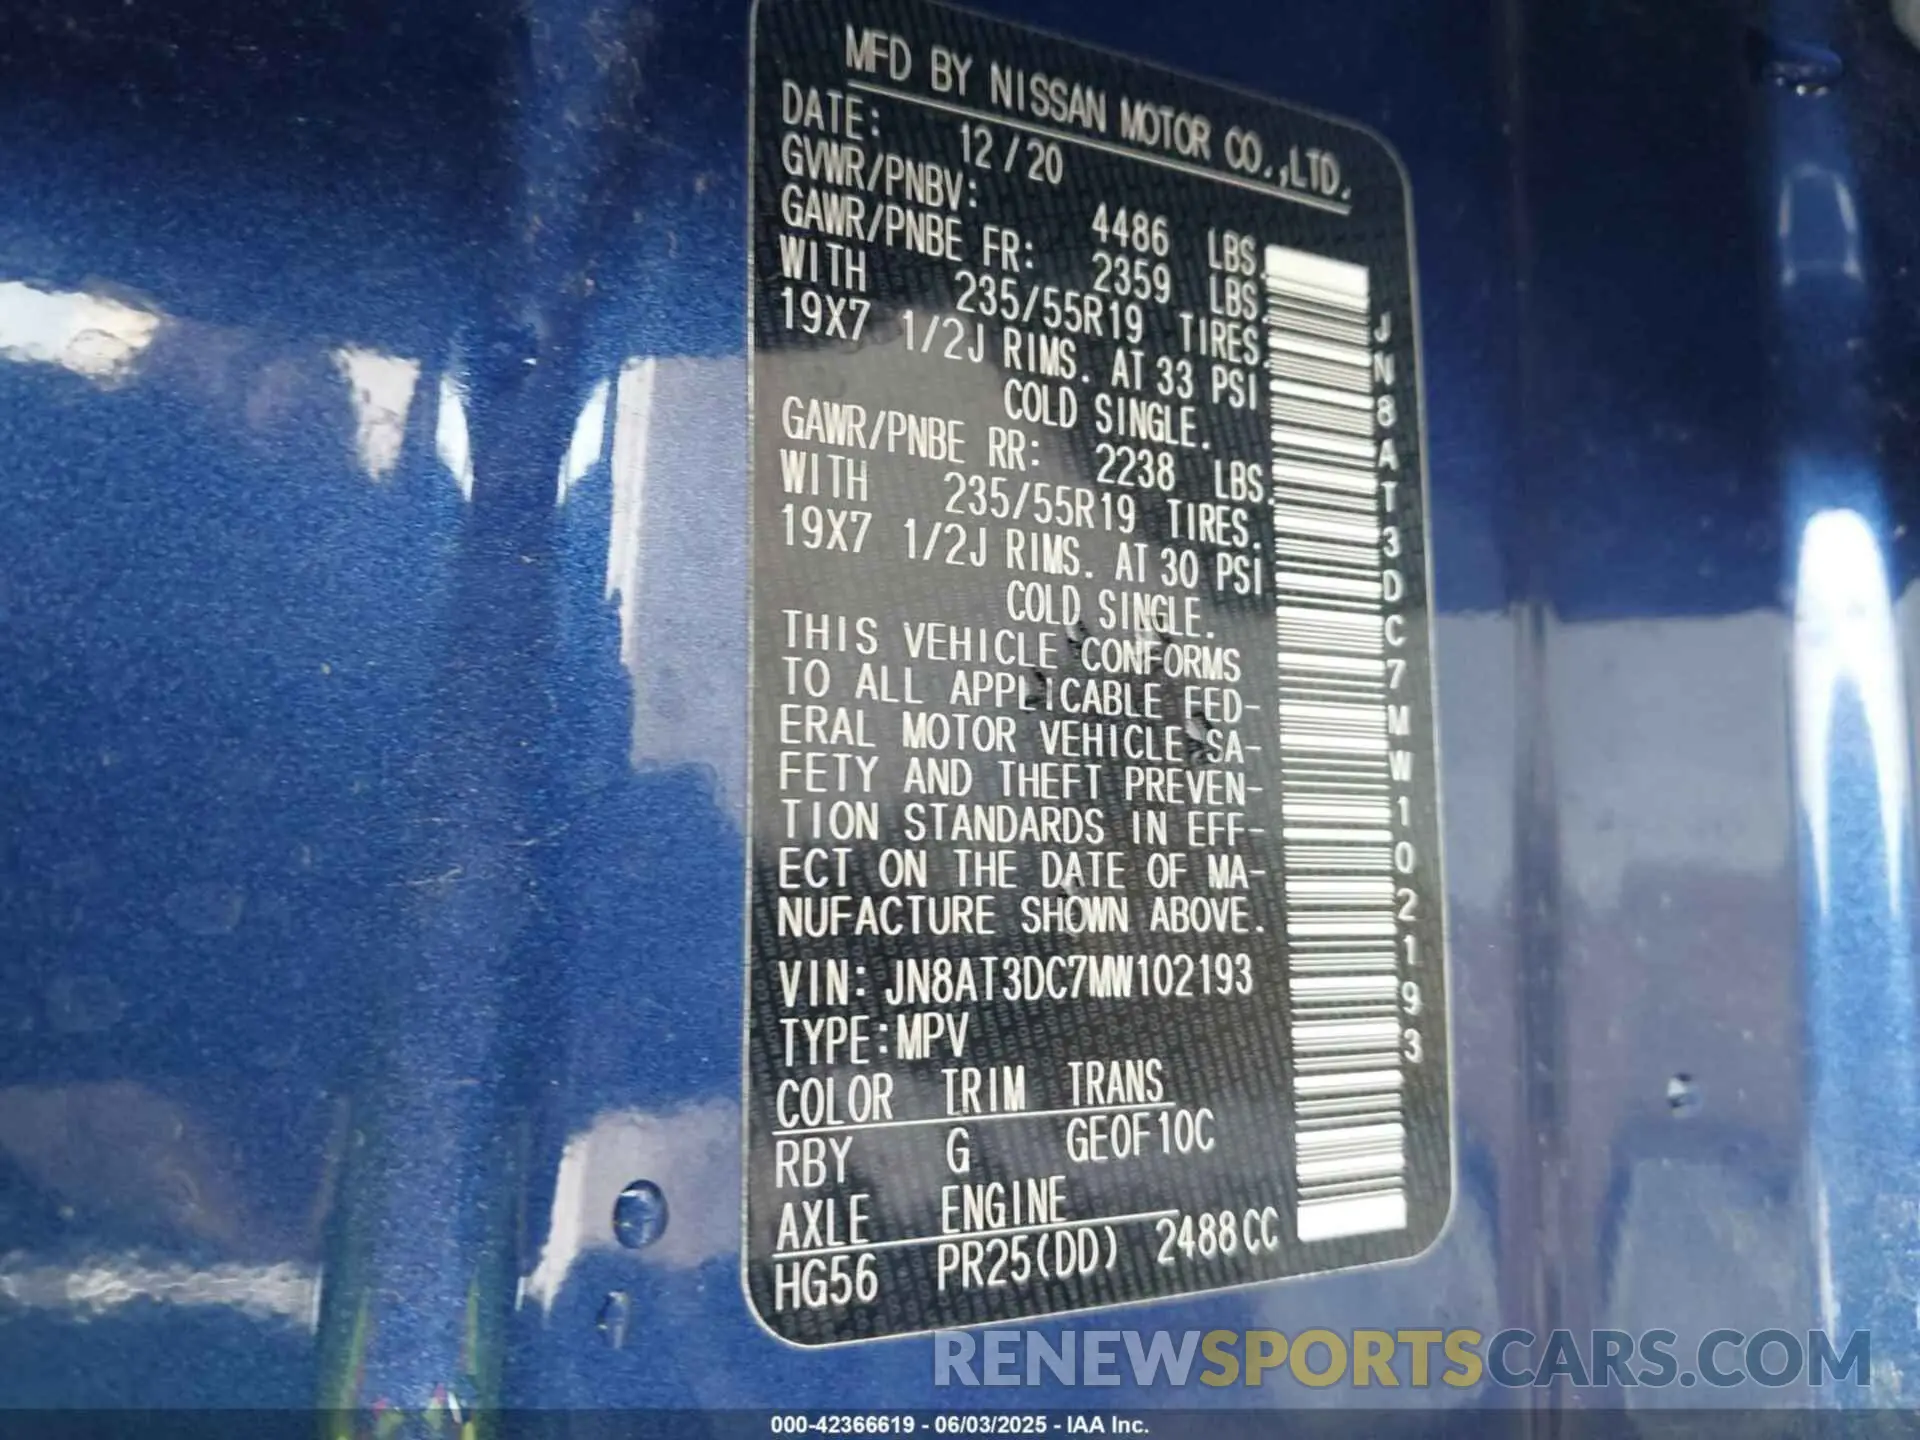 MFD BY NISSAN MOTOR CO.,LTD.
DATE: 12/20
GVWR/PNBV: 4486 LBS.
GAWR/PNBE FR: 2359 LBS.
WITH 235/55R19 TIRES.
19X7 1/2J RIMS. AT 33 PSI
COLD SINGLE.
GAWR/PNBE RR: 2238 LBS.
WITH 235/55R19 TIRES.
19X7 1/2J RIMS. AT 30 PSI
COLD SINGLE.
THIS VEHICLE CONFORMS
TO ALL APPLICABLE FED-
ERAL MOTOR VEHICLE SA-
FETY AND THEFT PREVEN-
TION STANDARDS IN EFF-
ECT ON THE DATE OF MA-
NUFACTURE SHOWN ABOVE.
VIN: JN8AT3DC7MW102193
TYPE:MPV
COLOR TRIM TRANS
RBY G GE0F10C
AXLE ENGINE
HG56 PR25(DD) 2488CC
JN8AT3DC7MW102193
RENEWSPORTSCARS.COM
000-42366619 - 06/03/2025 - IAA Inc.